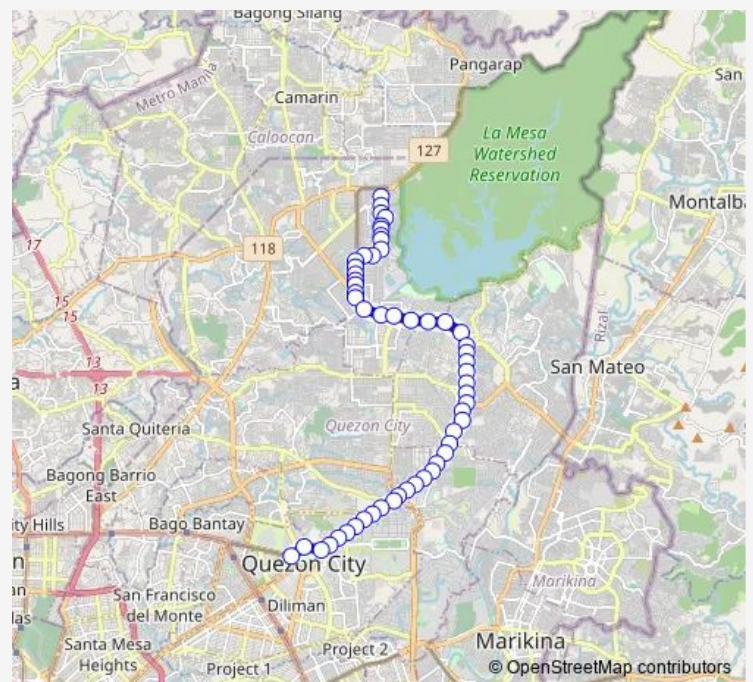 Bagong Silang
Pangarap
San
Metro Manila
Camarin
Caloocan
127
La Mesa
Watershed
Reservation
Montalba
17
118
15
15
Rizal
13
13
San Mateo
a
Santa Quiteria
Quezon City
Bagong Barrio
East
ity Hills
Bago Bantay
n
Quezon City
an
San Francisco
del Monte
Diliman
Marikina
las
Santa Mesa
Heights
Project 1
Project 2
Marikina
© OpenStreetMap contributors